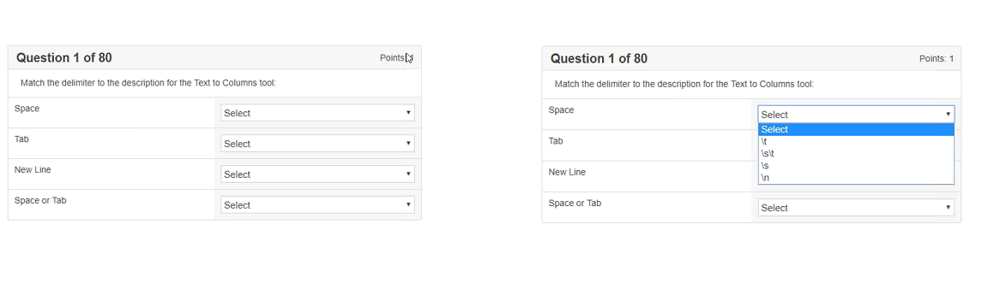 Question 1 of 80
Points: 1
Match the delimiter to the description for the Text to Columns tool:
Space
Select
Tab
Select
New Line
Select
Space or Tab
Select
Question 1 of 80
Points: 1
Match the delimiter to the description for the Text to Columns tool:
Space
Select
Select
\t
\s\t
\s
\n
Tab
New Line
Space or Tab
Select